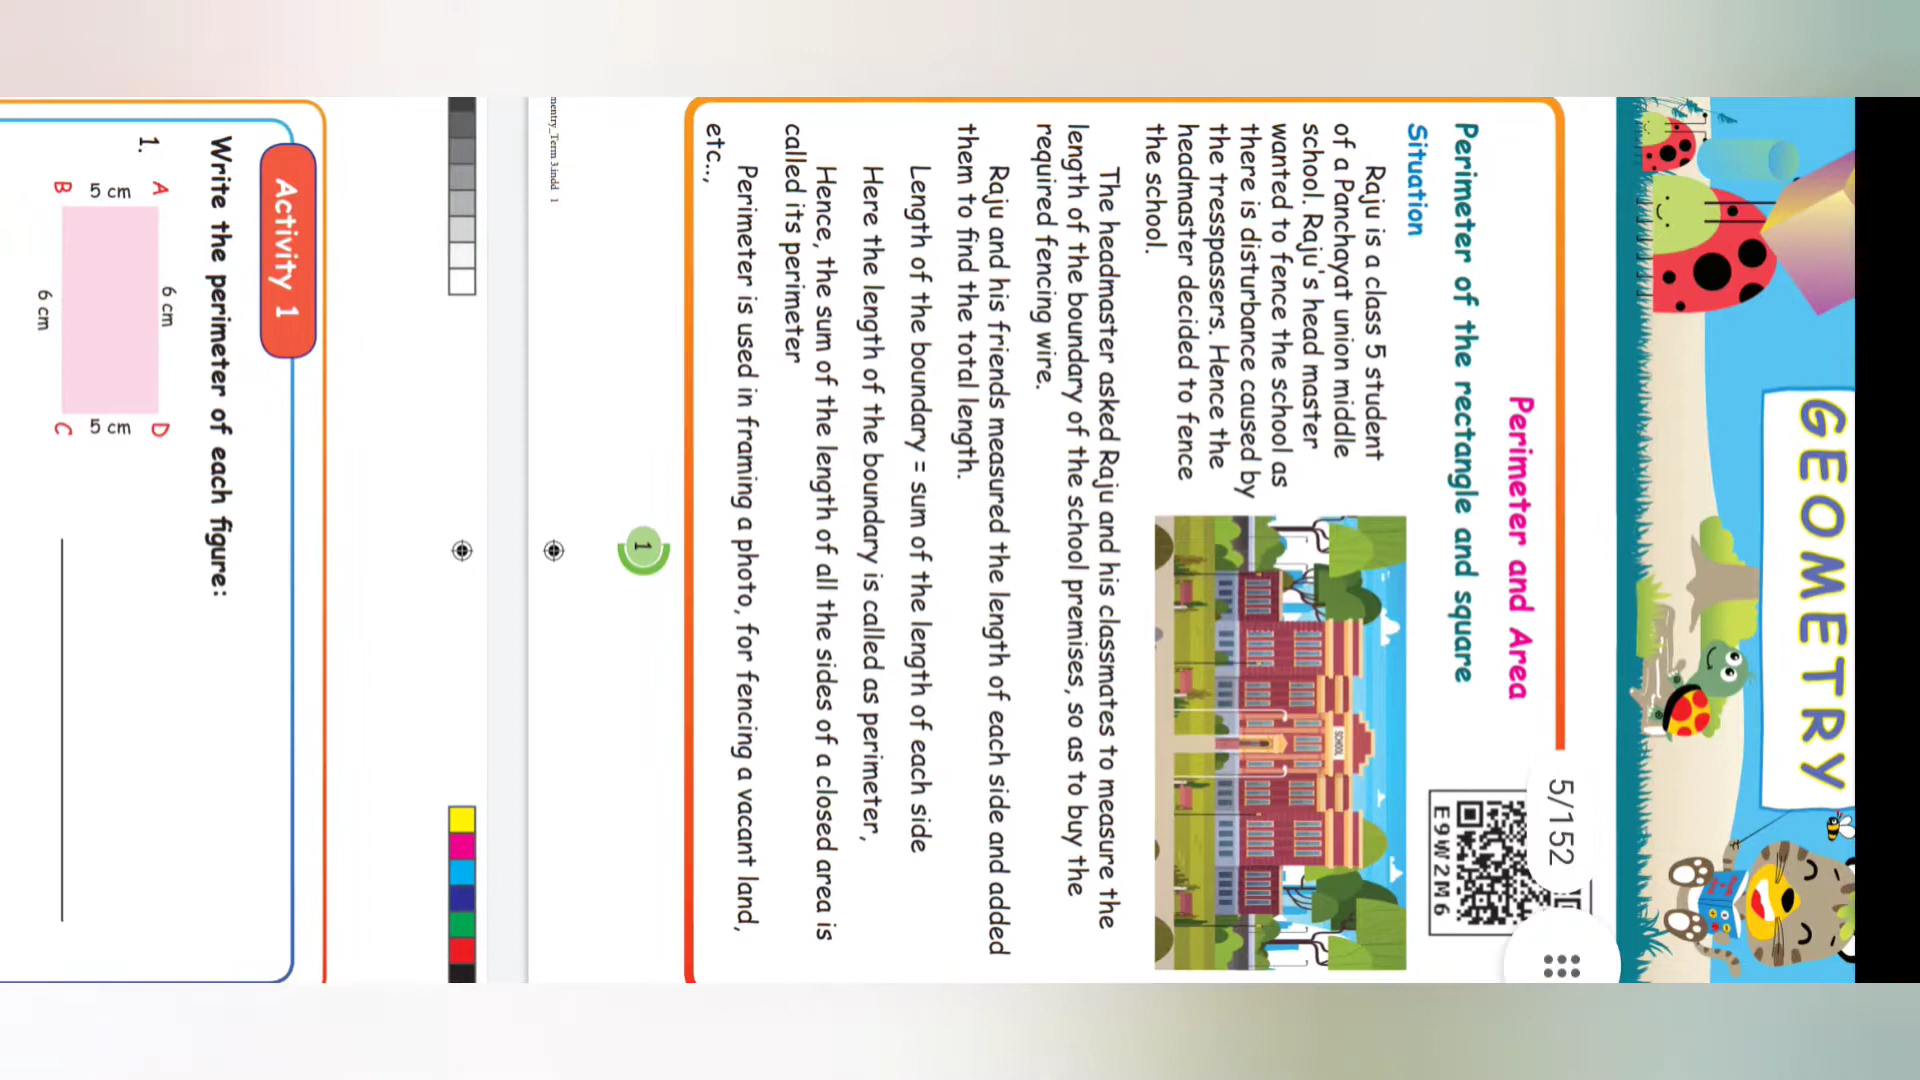 GEOMETRY
5/152
Perimeter and Area
Perimeter of the rectangle and square
E9W2M6
Situation
Raju is a class 5 student
of a Panchayat union middle
school. Raju's head master
wanted to fence the school as
there is disturbance caused by
the tresspassers. Hence the
headmaster decided to fence
the school.
SCHOOL
The headmaster asked Raju and his classmates to measure the
length of the boundary of the school premises, so as to buy the
required fencing wire.
Raju and his friends measured the length of each side and added
them to find the total length.
Length of the boundary = sum of the length of each side
Here the length of the boundary is called as perimeter,
Hence, the sum of the length of all the sides of a closed area is
called its perimeter
Perimeter is used in framing a photo, for fencing a vacant land,
etc..,
1
mentry_Term 3.indd 1
Activity 1
Write the perimeter of each figure:
1.
A 6 cm D
5 cm 5 cm
B 6 cm C